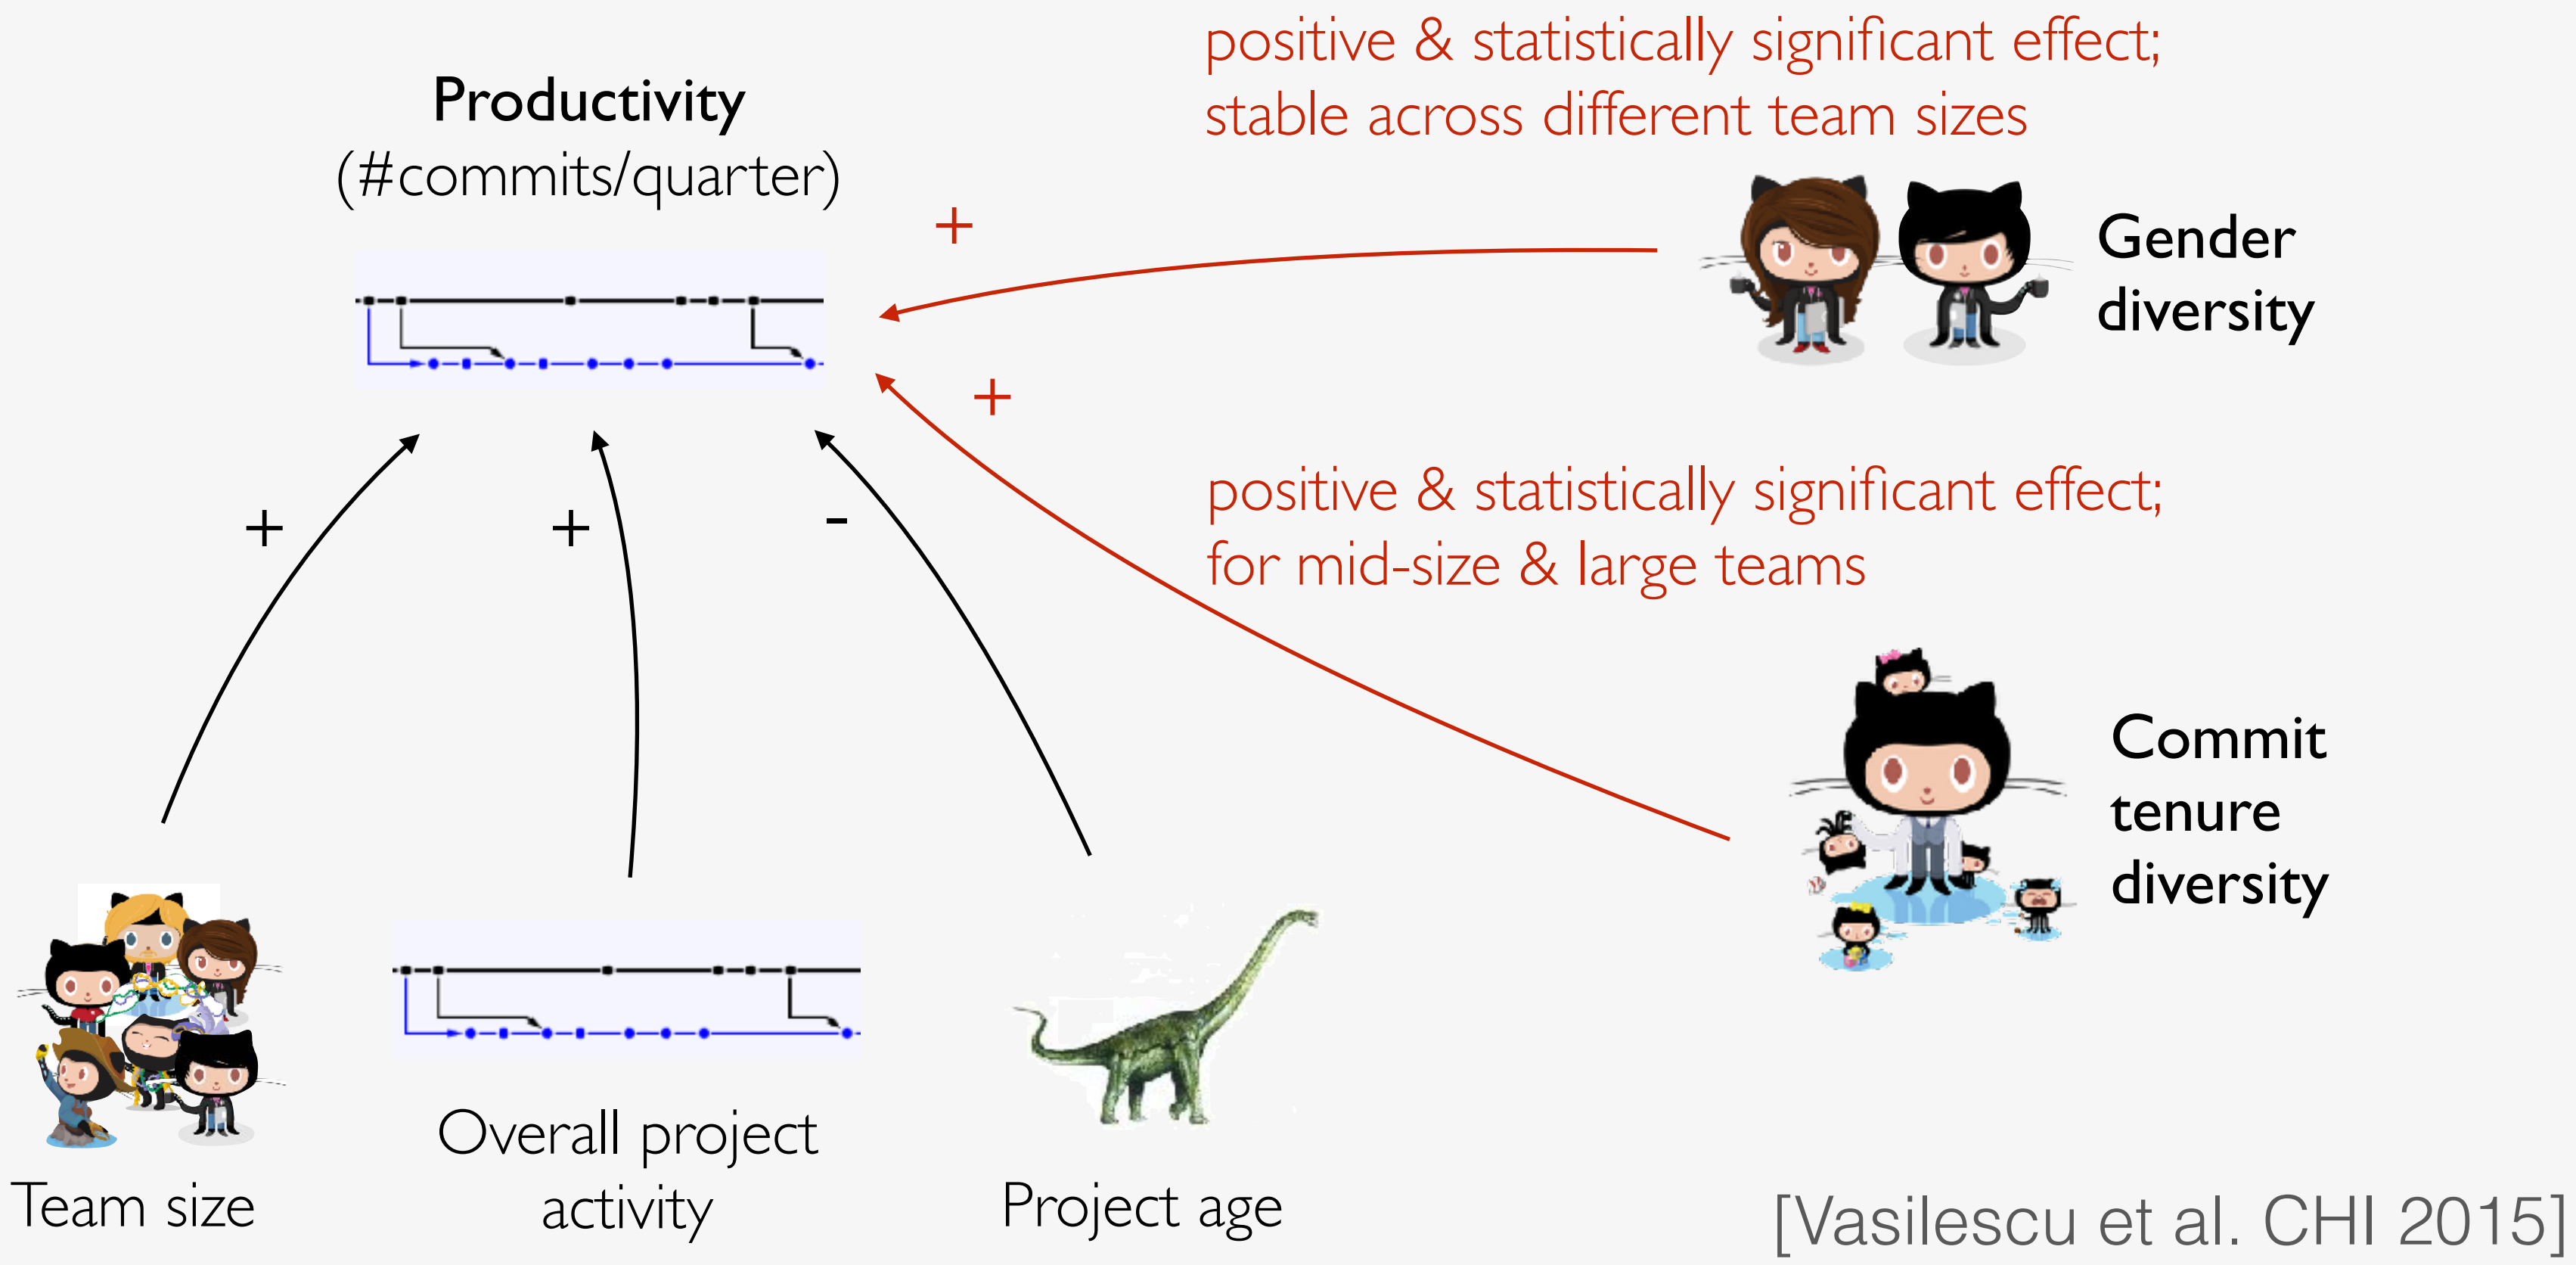 Productivity
(#commits/quarter)
positive & statistically significant effect;
stable across different team sizes
+
Gender
diversity
+
positive & statistically significant effect;
for mid-size & large teams
+
+
-
Commit
tenure
diversity
Team size
Overall project
activity
Project age
[Vasilescu et al. CHI 2015]